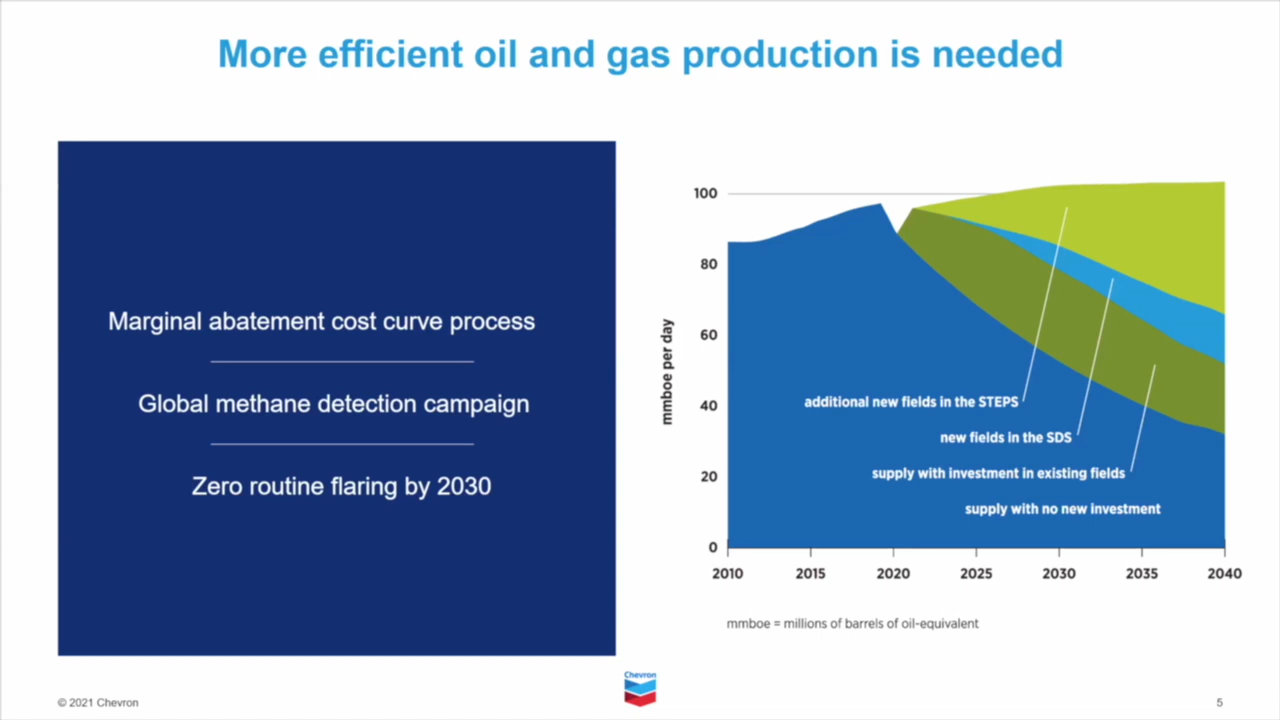 More efficient oil and gas production is needed
Marginal abatement cost curve process
Global methane detection campaign
Zero routine flaring by 2030
mmboe per day
100
80
60
40
20
0
additional new fields in the STEPS
new fields in the SDS
supply with investment in existing fields
supply with no new investment
2010 2015 2020 2025 2030 2035 2040
mmboe = millions of barrels of oil-equivalent
© 2021 Chevron
Chevron
5